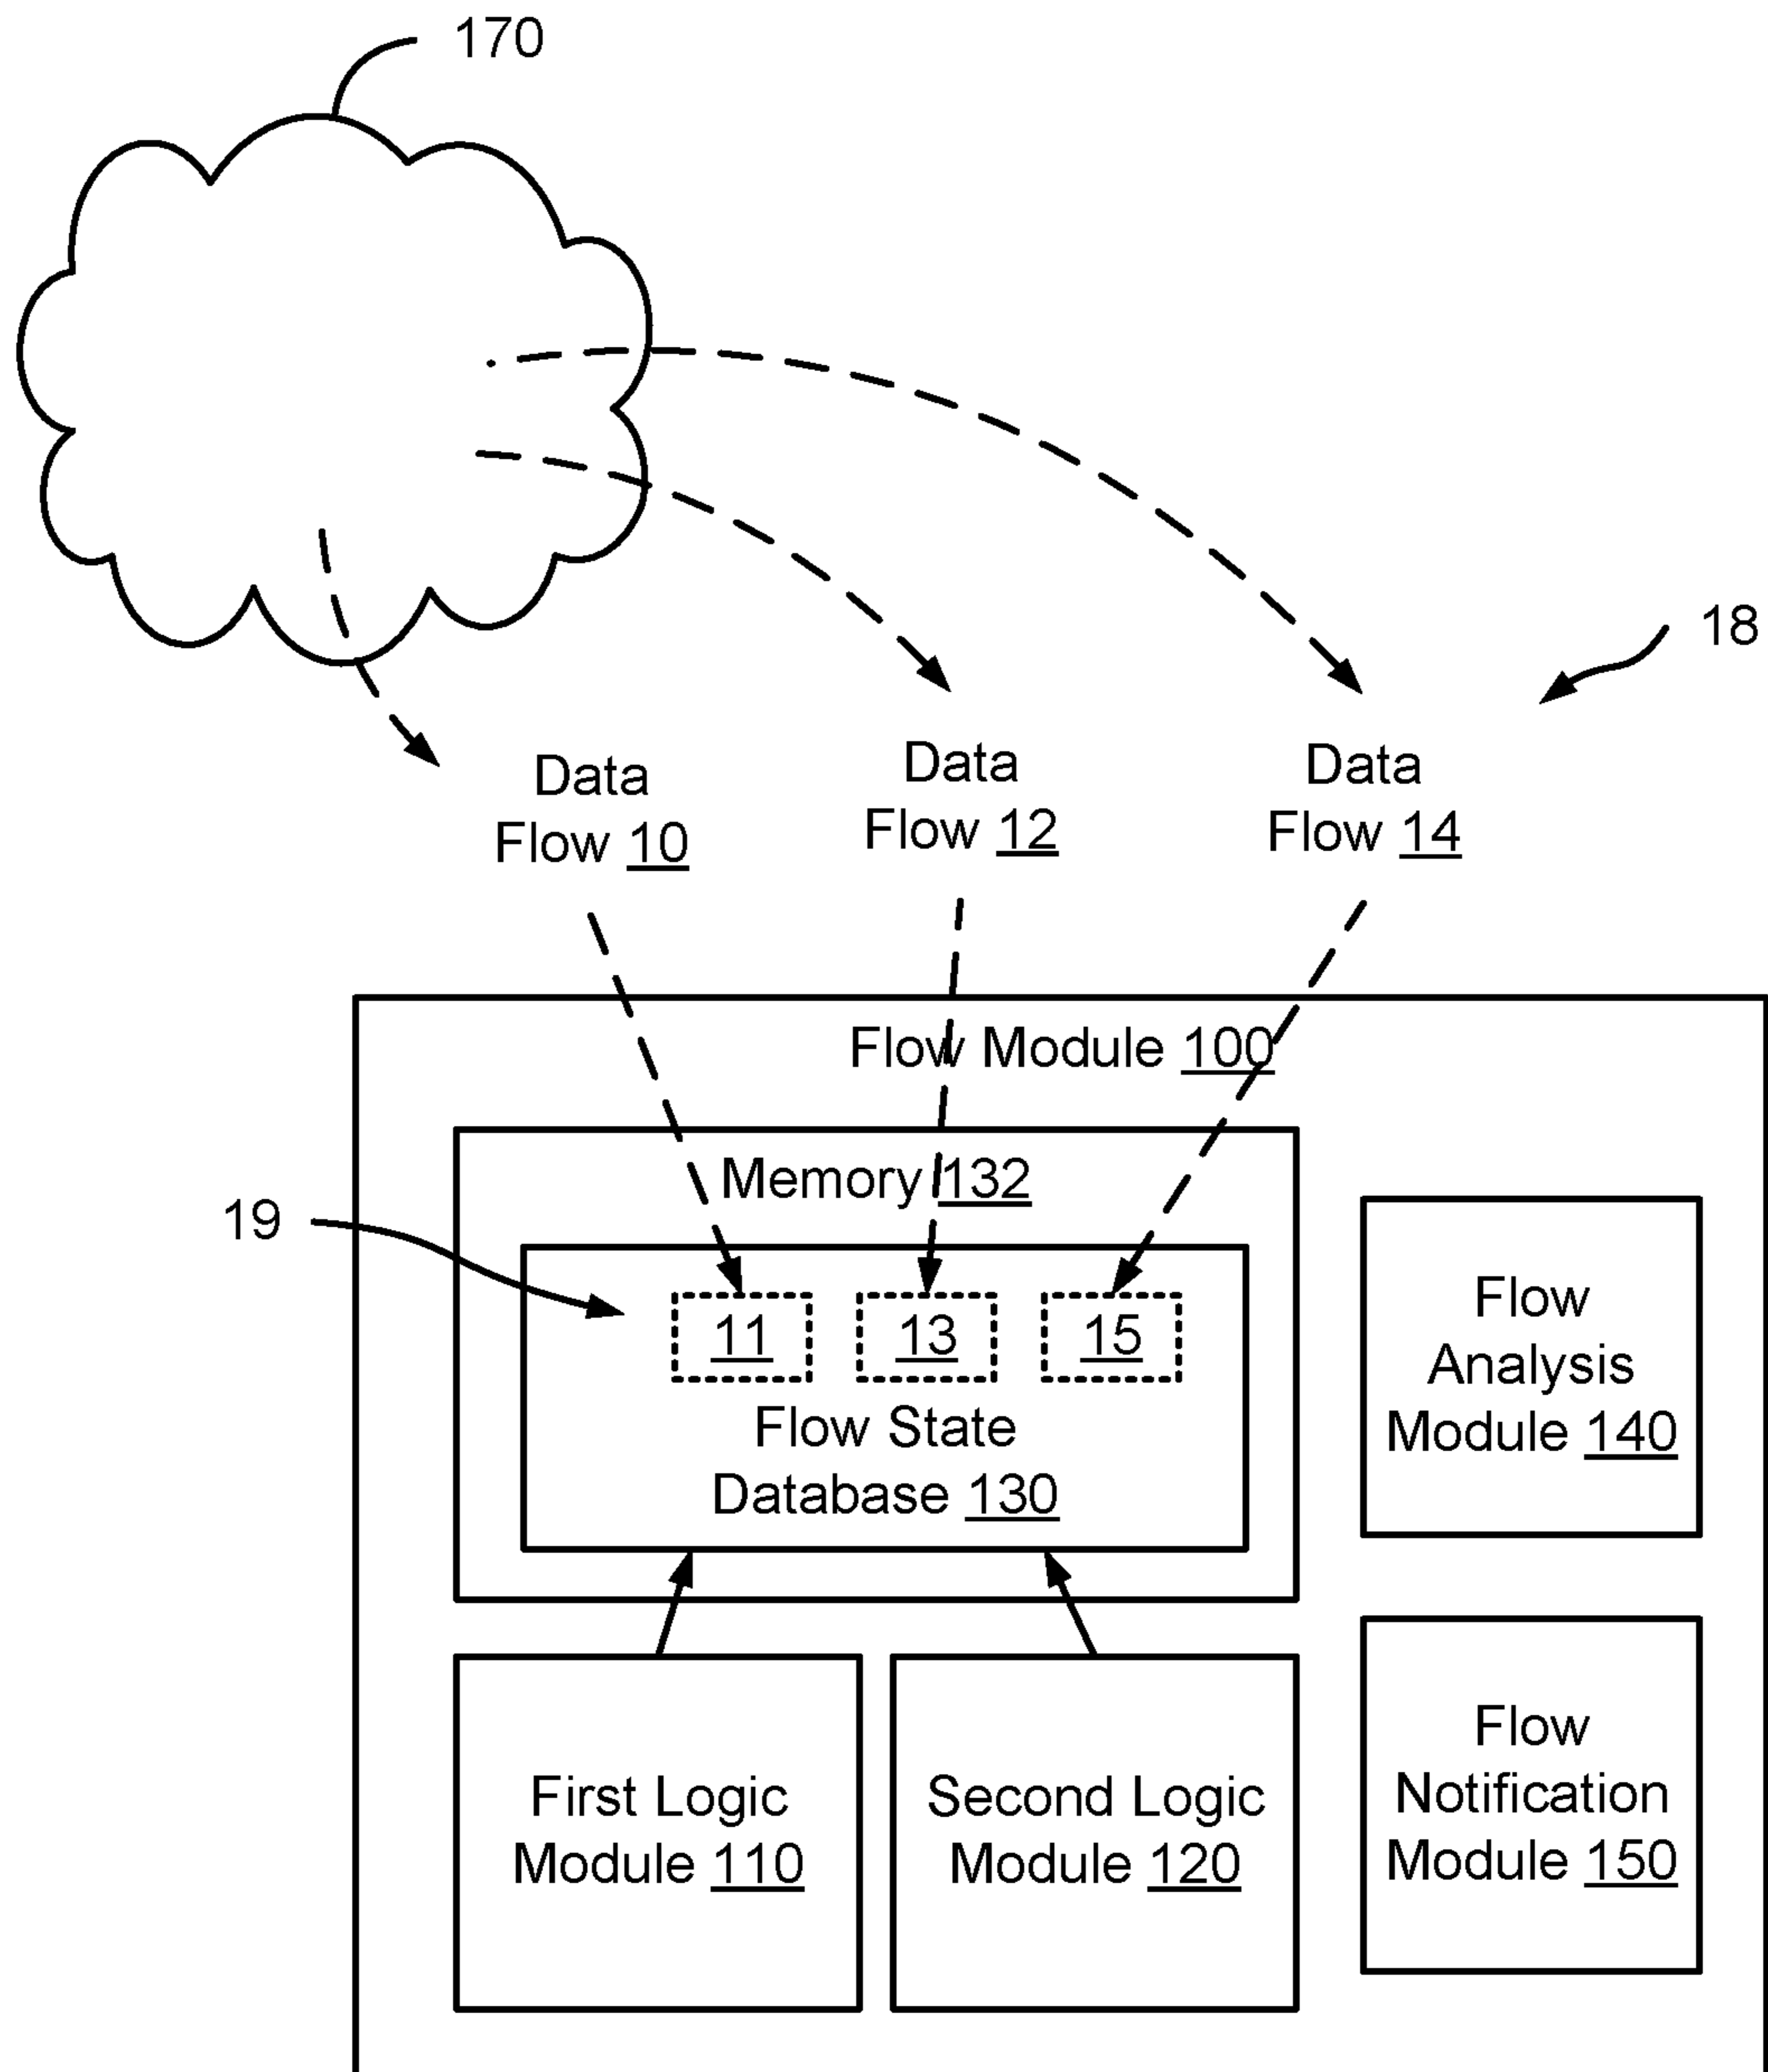 170
18
Data
Flow 10
Data
Flow 12
Data
Flow 14
Flow Module 100
Memory 132
19
11
13
15
Flow State
Database 130
Flow
Analysis
Module 140
First Logic
Module 110
Second Logic
Module 120
Flow
Notification
Module 150